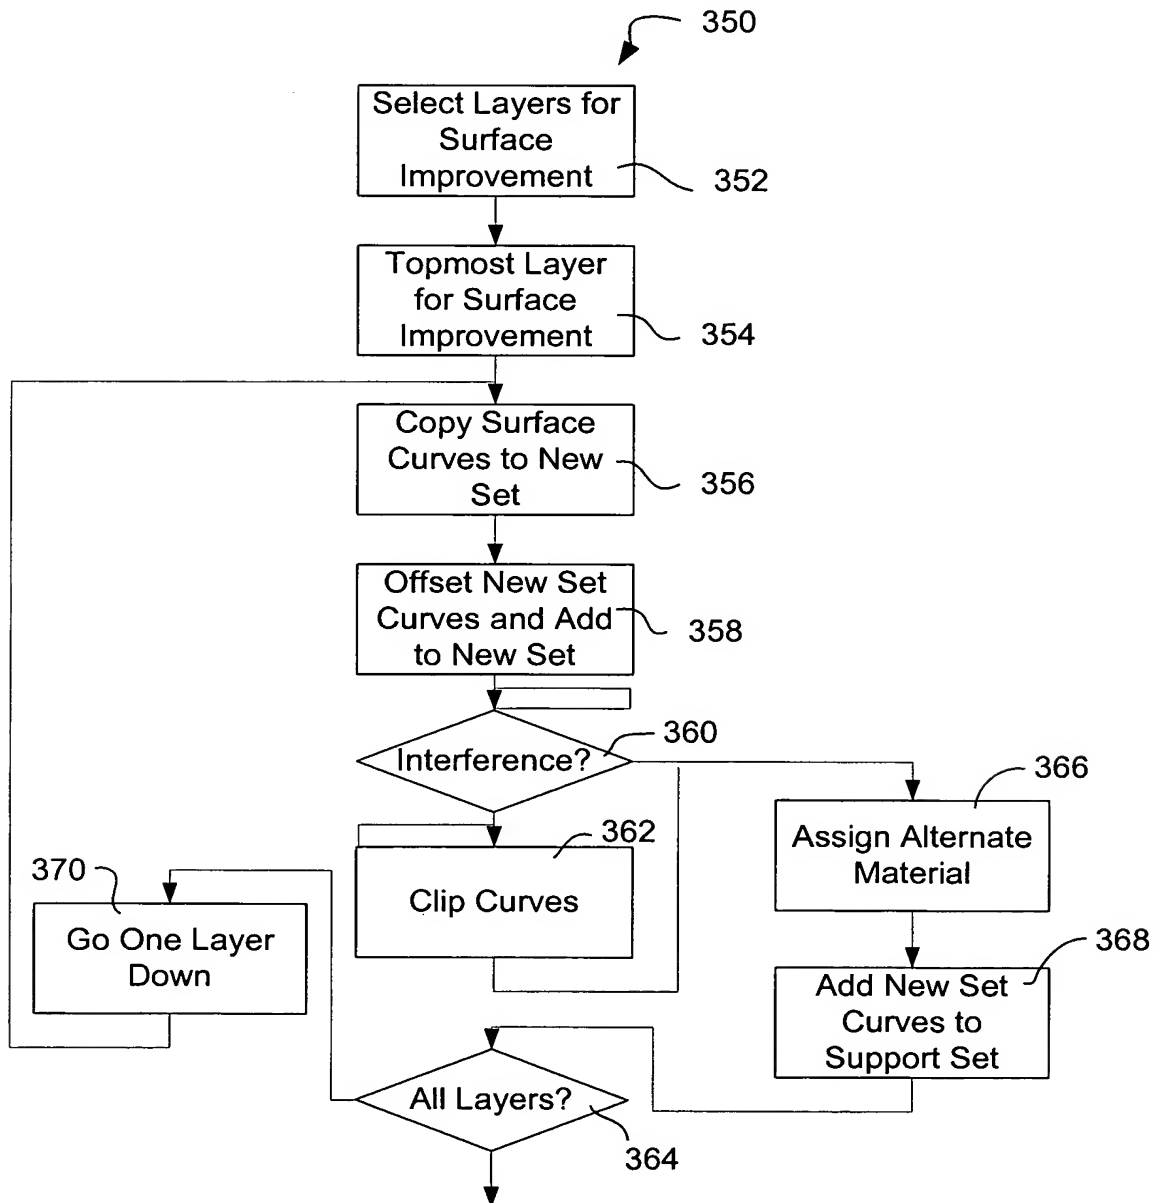 350
Select Layers for
Surface
Improvement
352
Topmost Layer
for Surface
Improvement
354
Copy Surface
Curves to New
Set
356
Offset New Set
Curves and Add
to New Set
358
Interference?
360
366
Assign Alternate
Material
362
Clip Curves
370
Go One Layer
Down
368
Add New Set
Curves to
Support Set
All Layers?
364